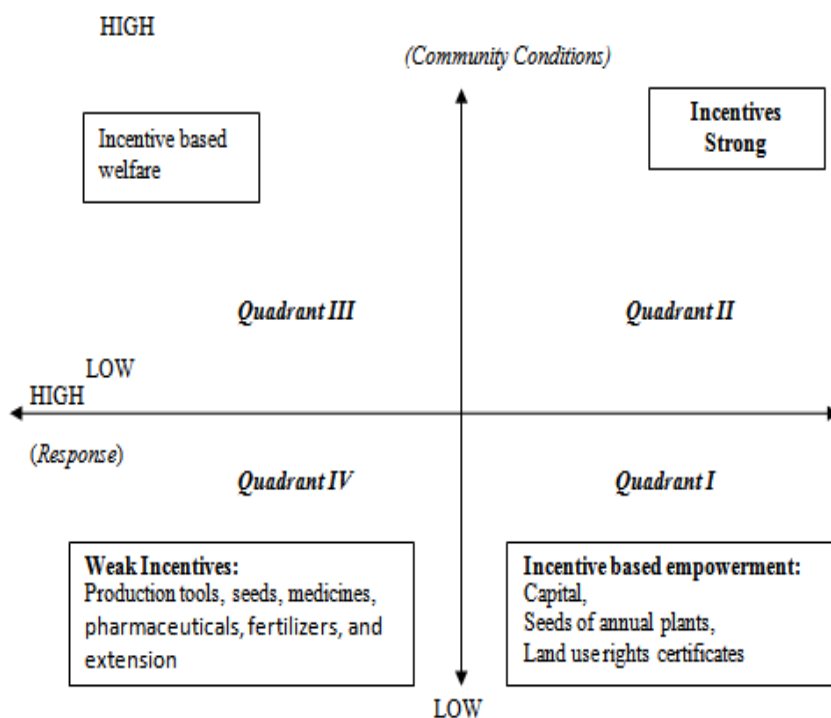 HIGH
(Community Conditions)
Incentive based
welfare
Incentives
Strong
Quadrant III
Quadrant II
LOW
HIGH
(Response)
Quadrant IV
Quadrant I
Weak Incentives:
Production tools, seeds, medicines,
pharmaceuticals, fertilizers, and
extension
Incentive based empowerment:
Capital,
Seeds of annual plants,
Land use rights certificates
LOW